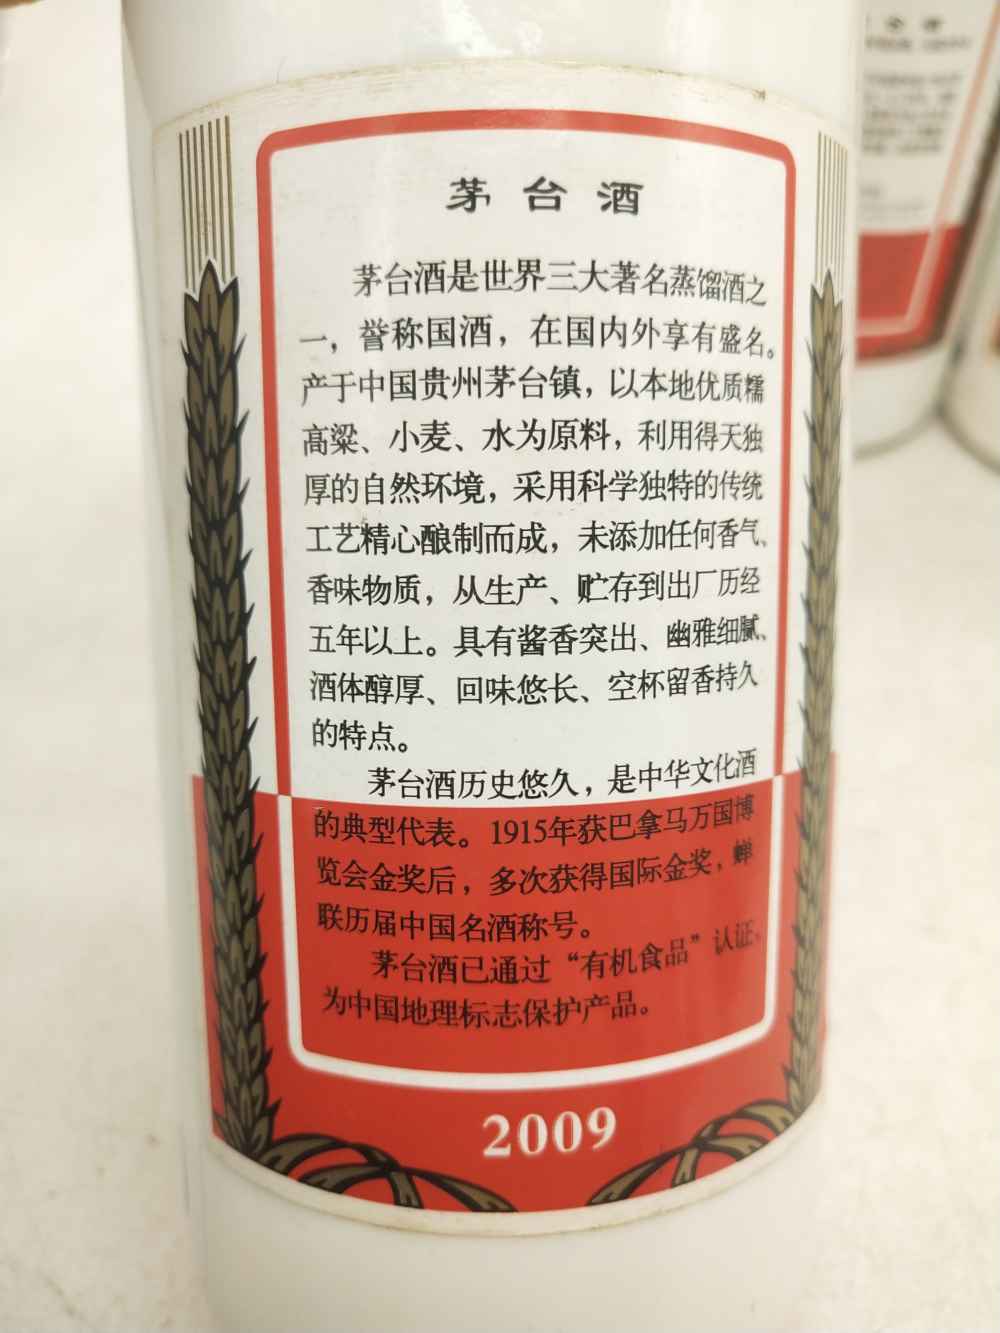 茅台酒
茅台酒是世界三大著名蒸馏酒之
一，誉称国酒，在国内外享有盛名。
产于中国贵州茅台镇，以本地优质糯
高粱、小麦、水为原料，利用得天独
厚的自然环境，采用科学独特的传统
工艺精心酿制而成，未添加任何香气、
香味物质，从生产、贮存到出厂历经
五年以上。具有酱香突出、幽雅细腻、
酒体醇厚、回味悠长、空杯留香持久
的特点。
茅台酒历史悠久，是中华文化酒
的典型代表。1915年获巴拿马万国博
览会金奖后，多次获得国际金奖，蝉
联历届中国名酒称号。
茅台酒已通过“有机食品”认证、
为中国地理标志保护产品。
2009